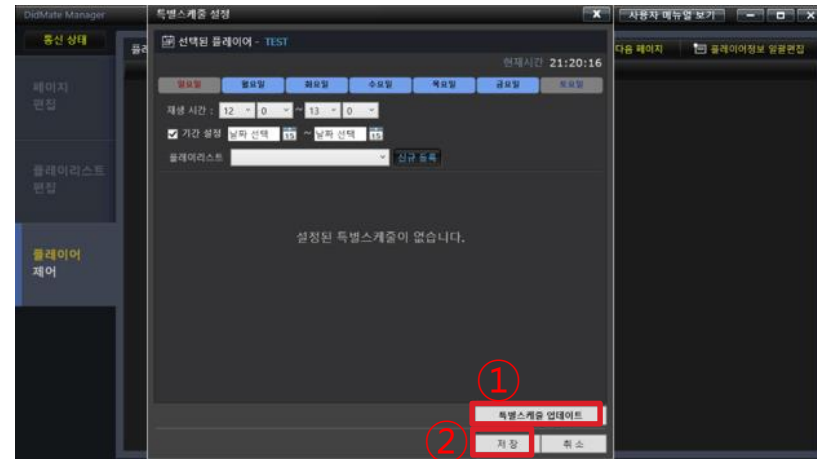 DidMate Manager
특별스케줄 설정
X
사용자 매뉴얼 보기
통신 상태
플레
선택된 플레이어 - TEST
다음 페이지
플레이어정보 일괄편집
현재시간 21:20:16
일요일 월요일 화요일 수요일 목요일 금요일 토요일
페이지
편집
재생 시간 : 12 0 ~ 13 0
기간 설정 날짜 선택 15 ~ 날짜 선택 15
플레이리스트 신규 등록
플레이리스트
편집
설정된 특별스케줄이 없습니다.
플레이어
제어
①
특별스케줄 업데이트
②
저장 취소